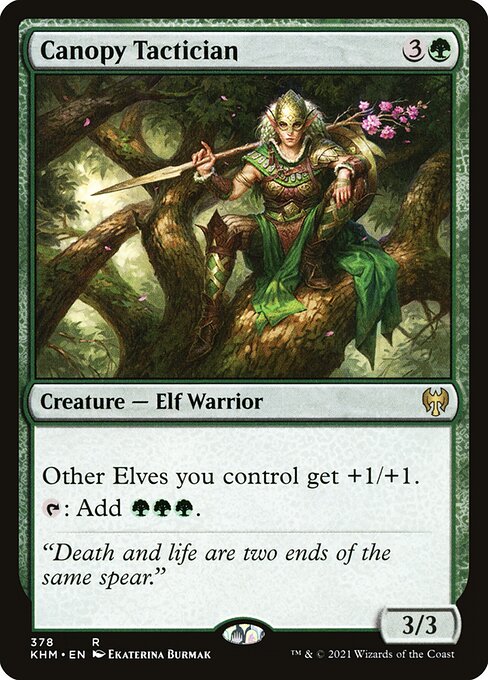 Canopy Tactician 3
Creature — Elf Warrior
Other Elves you control get +1/+1.
: Add .
“Death and life are two ends of the
same spear.”
3/3
378 R
KHM • EN Ekaterina Burmak ™ & © 2021 Wizards of the Coast